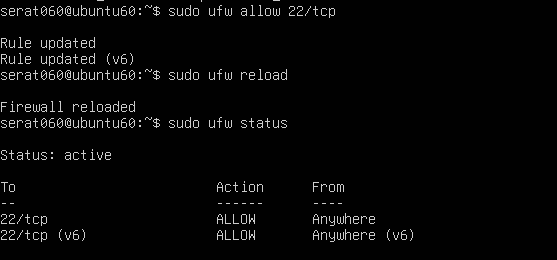 serat060@ubuntu60:~$ sudo ufw allow 22/tcp
Rule updated
Rule updated (v6)
serat060@ubuntu60:~$ sudo ufw reload
Firewall reloaded
serat060@ubuntu60:~$ sudo ufw status
Status: active
To Action From
-- ------ ----
22/tcp ALLOW Anywhere
22/tcp (v6) ALLOW Anywhere (v6)